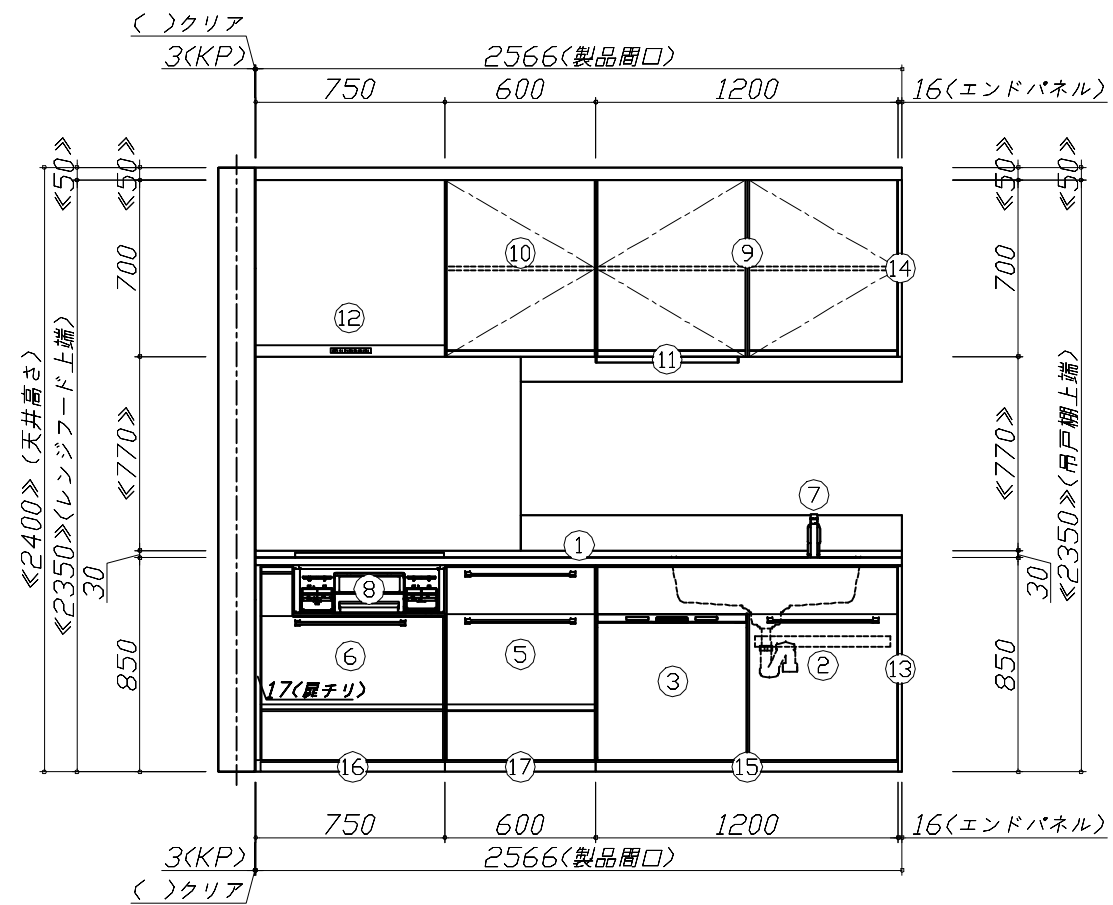 ( )クリア
3(KP)
2566(製品間口)
750
600
1200
16(エンドパネル)
≪50≫
≪50≫
≪50≫
≪50≫
700
700
10
9
14
12
11
≪2400≫(天井高さ)
≪2350≫(レンジフード上端)
≪770≫
≪770≫
≪2350≫(吊戸棚上端)
7
1
30
30
8
850
6
5
3
2
13
850
17(扉チリ)
16
17
15
750
600
1200
16(エンドパネル)
3(KP)
2566(製品間口)
( )クリア